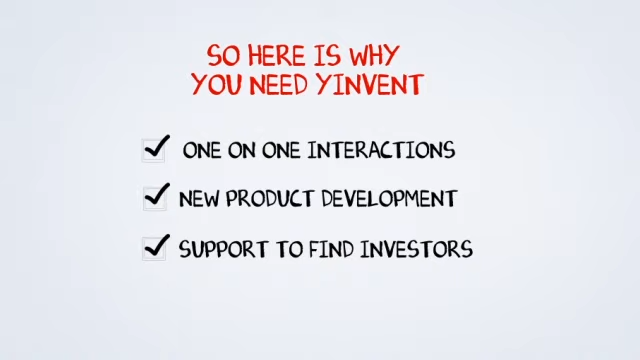 SO HERE IS WHY
YOU NEED YINVENT
ONE ON ONE INTERACTIONS
NEW PRODUCT DEVELOPMENT
SUPPORT TO FIND INVESTORS